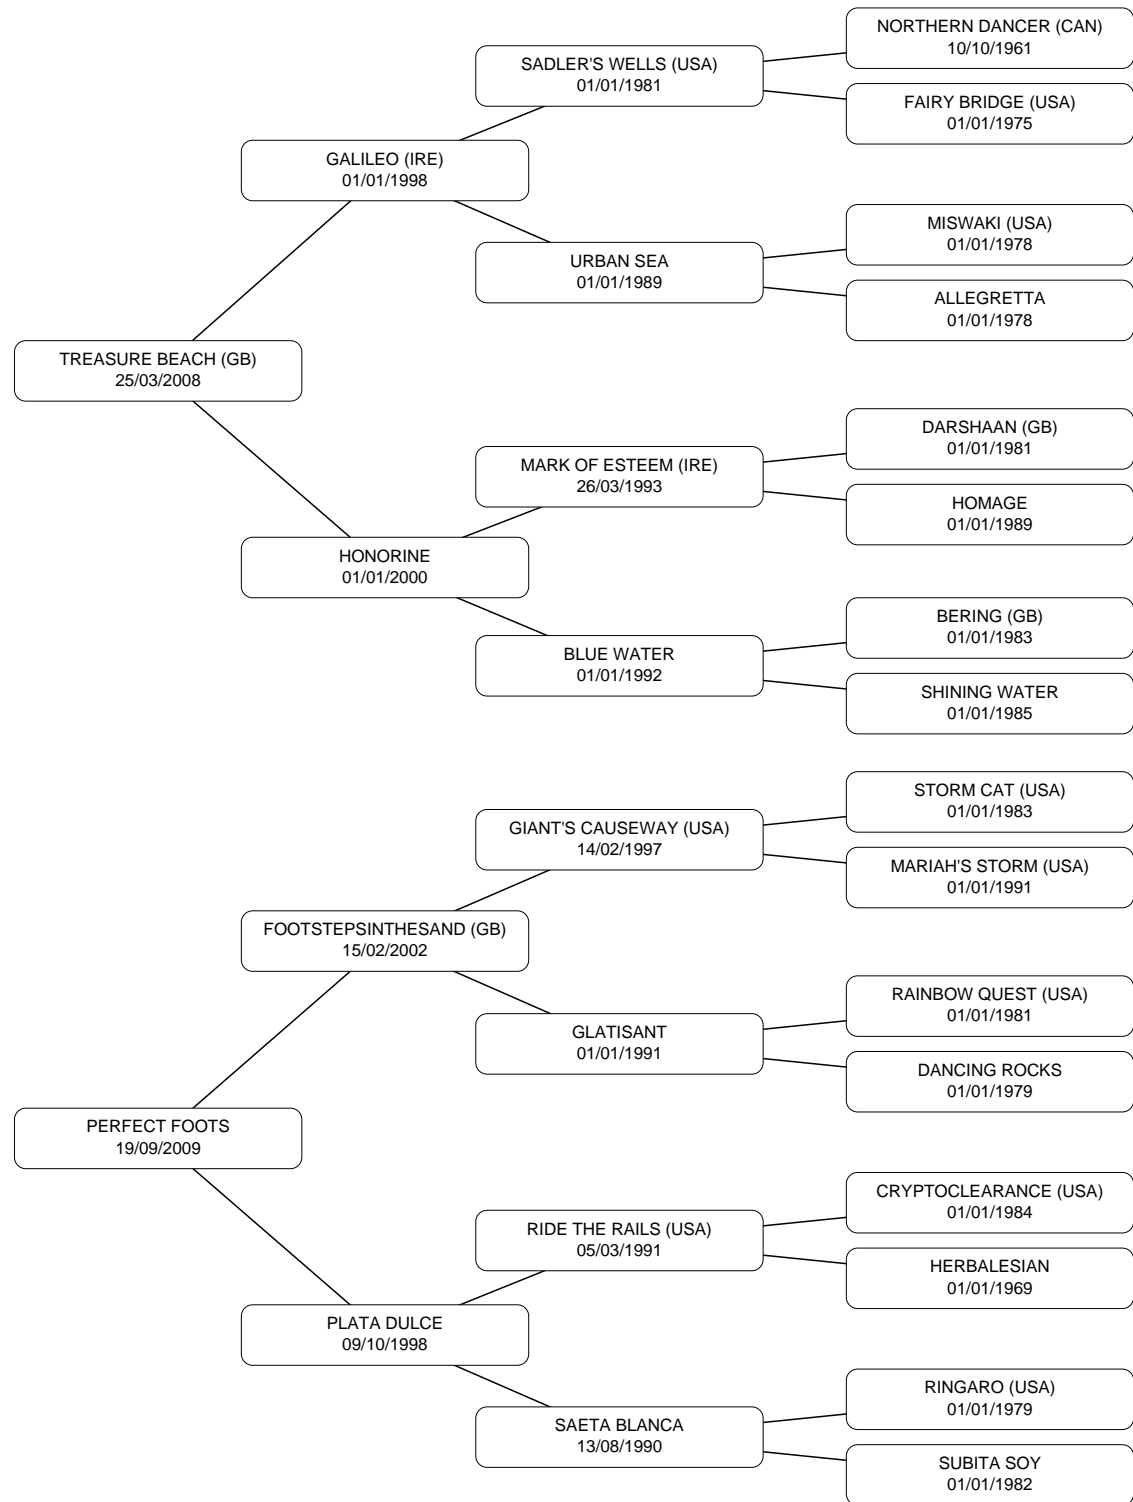 NORTHERN DANCER (CAN)
10/10/1961
SADLER'S WELLS (USA)
01/01/1981
FAIRY BRIDGE (USA)
01/01/1975
GALILEO (IRE)
01/01/1998
MISWAKI (USA)
01/01/1978
URBAN SEA
01/01/1989
ALLEGRETTA
01/01/1978
TREASURE BEACH (GB)
25/03/2008
DARSHAAN (GB)
01/01/1981
MARK OF ESTEEM (IRE)
26/03/1993
HOMAGE
01/01/1989
HONORINE
01/01/2000
BERING (GB)
01/01/1983
BLUE WATER
01/01/1992
SHINING WATER
01/01/1985
STORM CAT (USA)
01/01/1983
GIANT'S CAUSEWAY (USA)
14/02/1997
MARIAH'S STORM (USA)
01/01/1991
FOOTSTEPSINTHESAND (GB)
15/02/2002
RAINBOW QUEST (USA)
01/01/1981
GLATISANT
01/01/1991
DANCING ROCKS
01/01/1979
PERFECT FOOTS
19/09/2009
CRYPTOCLEARANCE (USA)
01/01/1984
RIDE THE RAILS (USA)
05/03/1991
HERBALESIAN
01/01/1969
PLATA DULCE
09/10/1998
RINGARO (USA)
01/01/1979
SAETA BLANCA
13/08/1990
SUBITA SOY
01/01/1982